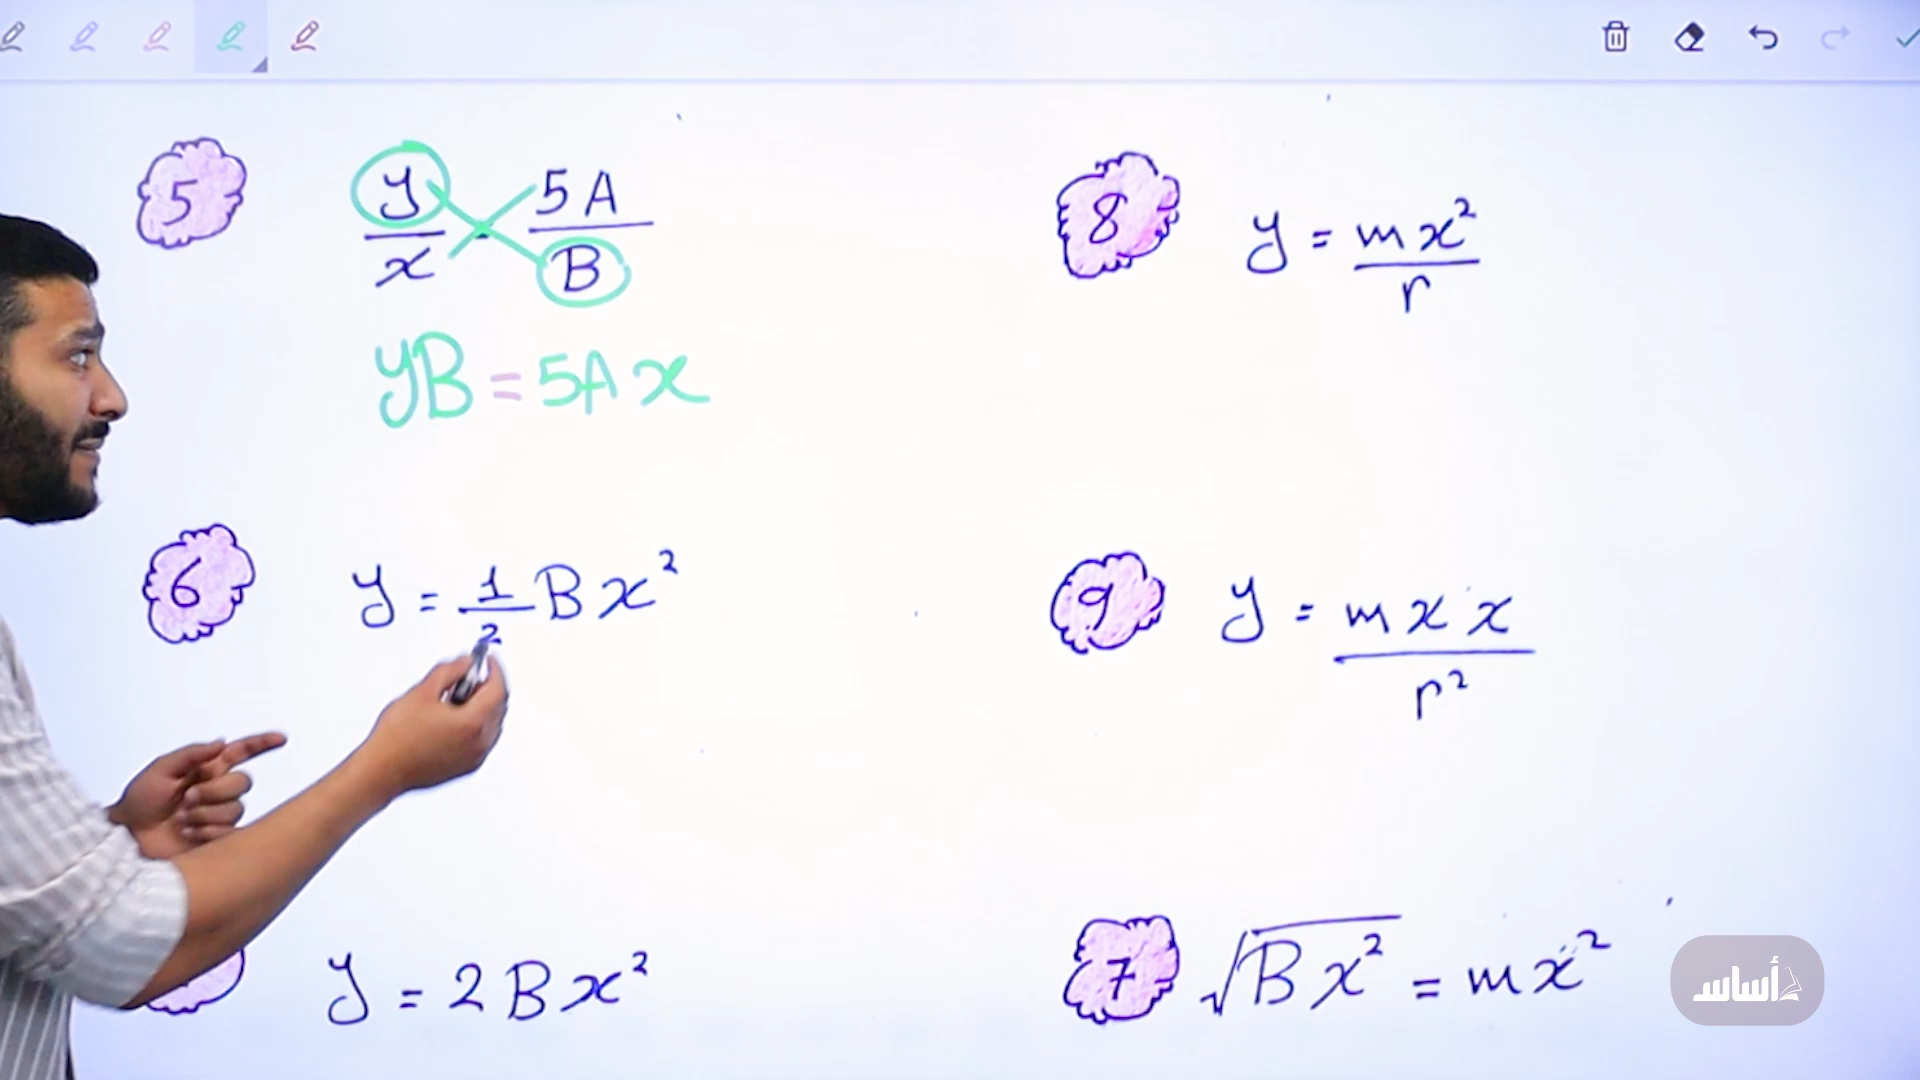 5
y/x = 5A/B
yB = 5Ax
6
y = 1/2 Bx²
y = 2Bx²
8
y = mx²/r
9
y = mxx/r²
7
√Bx² = mx²
أساس